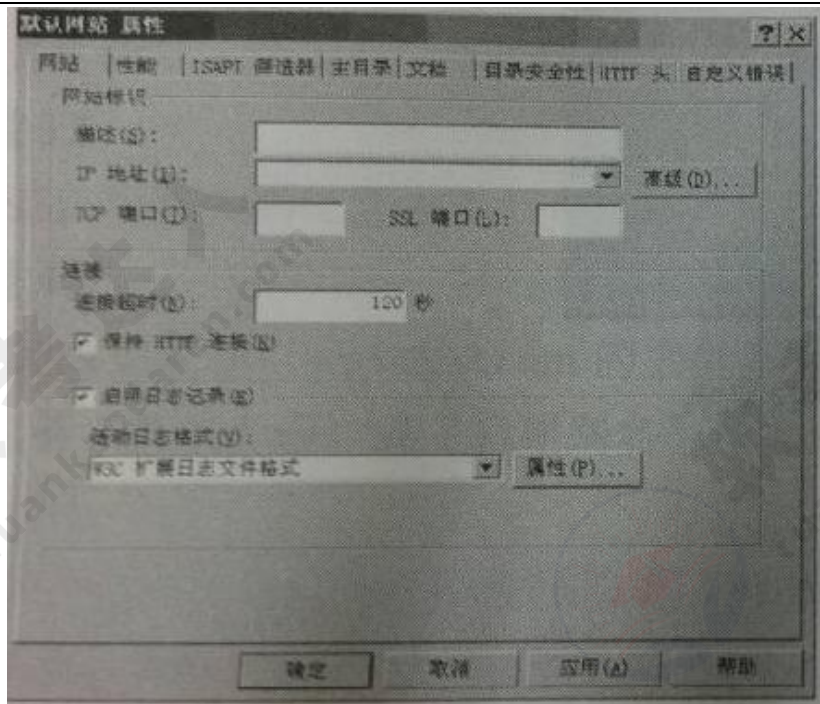 默认网站 属性
网站 性能 ISAPI 筛选器 主目录 文档 目录安全性 HTTP 头 自定义错误
网站标识
描述(S):
IP 地址(I): 高级(D)...
TCP 端口(T): SSL 端口(L):
连接
连接超时(N): 120 秒
保持 HTTP 连接(K)
启用日志记录(E)
活动日志格式(V):
W3C 扩展日志文件格式 属性(P)...
确定 取消 应用(A) 帮助